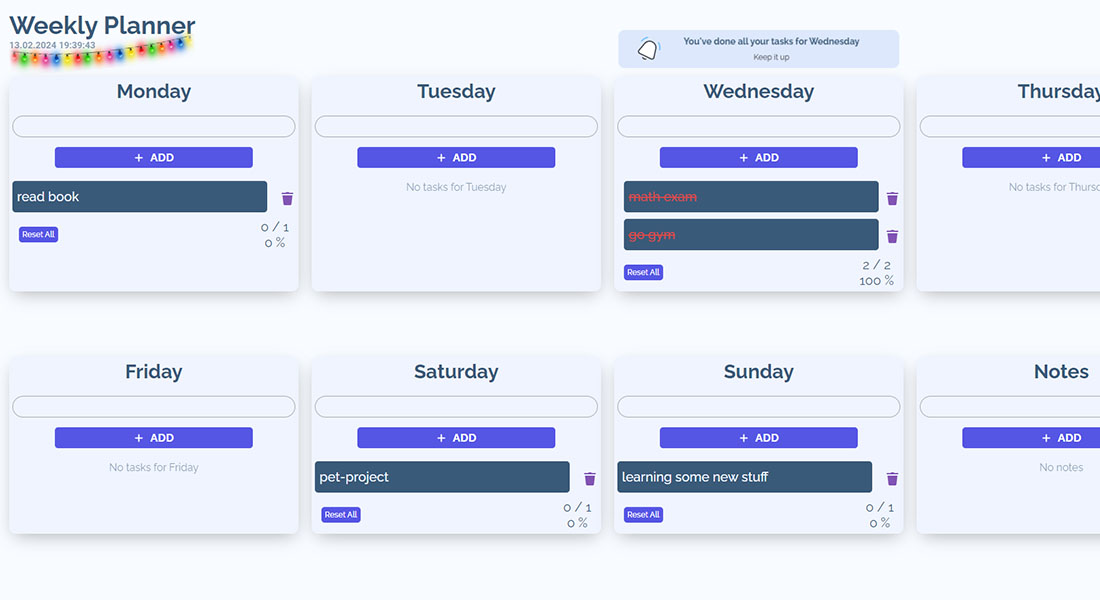 Weekly Planner
13.02.2024 19:39:43
You've done all your tasks for Wednesday
Keep it up
Monday
+ ADD
read book
Reset All
0 / 1
0 %
Tuesday
+ ADD
No tasks for Tuesday
Wednesday
+ ADD
math exam
go gym
Reset All
2 / 2
100 %
Thursday
+ ADD
No tasks for Thurs
Friday
+ ADD
No tasks for Friday
Saturday
+ ADD
pet-project
Reset All
0 / 1
0 %
Sunday
+ ADD
learning some new stuff
Reset All
0 / 1
0 %
Notes
+ ADD
No notes